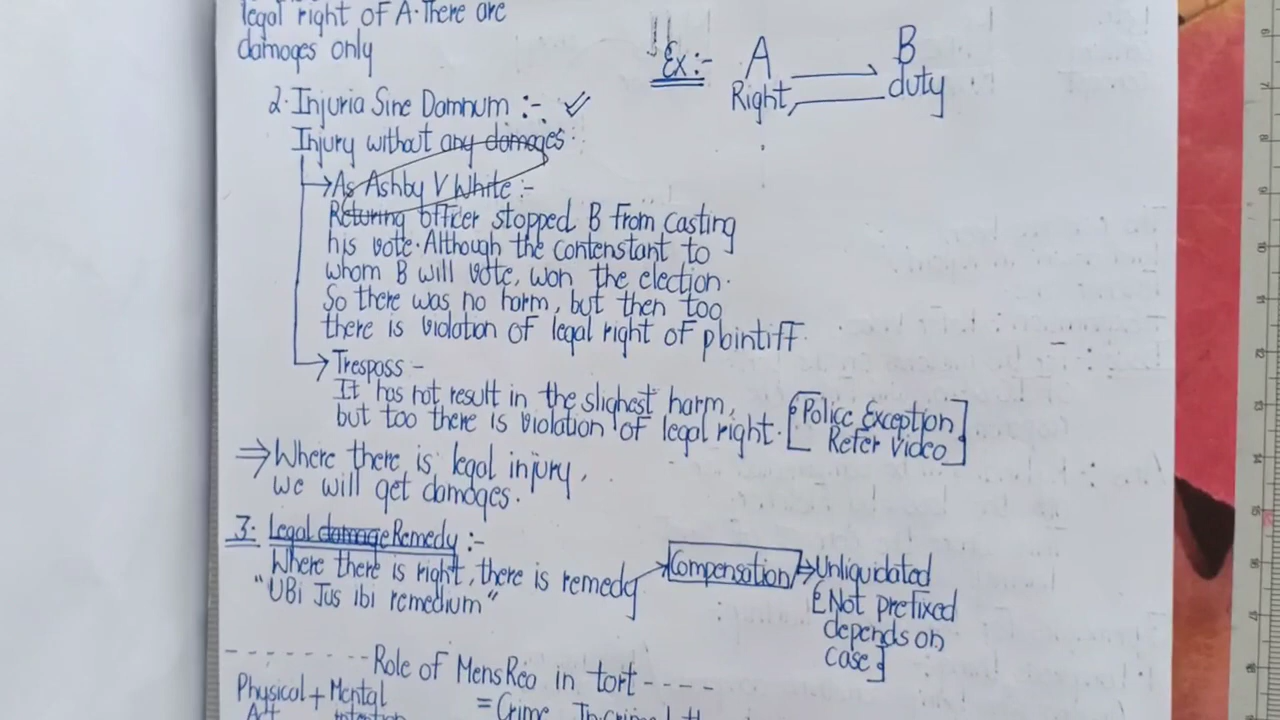 legal right of A. There are
damages only
Ex:- A Right → B duty
2. Injuria Sine Damnum :- ✓
Injury without any damages.
→ As Ashby V White :-
Returing officer stopped B from casting
his vote. Although the contenstant to
whom B will vote, won the election.
So there was no harm, but then too
there is violation of legal right of plaintiff.
→ Trespass -
It has not result in the slighest harm,
but too there is violation of legal right. [Police Exception
Refer Video]
⇒ Where there is legal injury,
we will get damages.
3. Legal damage Remedy :-
Where there is right, there is remedy → Compensation ⇒ Unliquidated
[Not prefixed
depends on
case]
"UBi Jus ibi remedium"
- - - - - - - - Role of Mens Rea in tort - - - -
Physical + Mental
Act intention = Crime